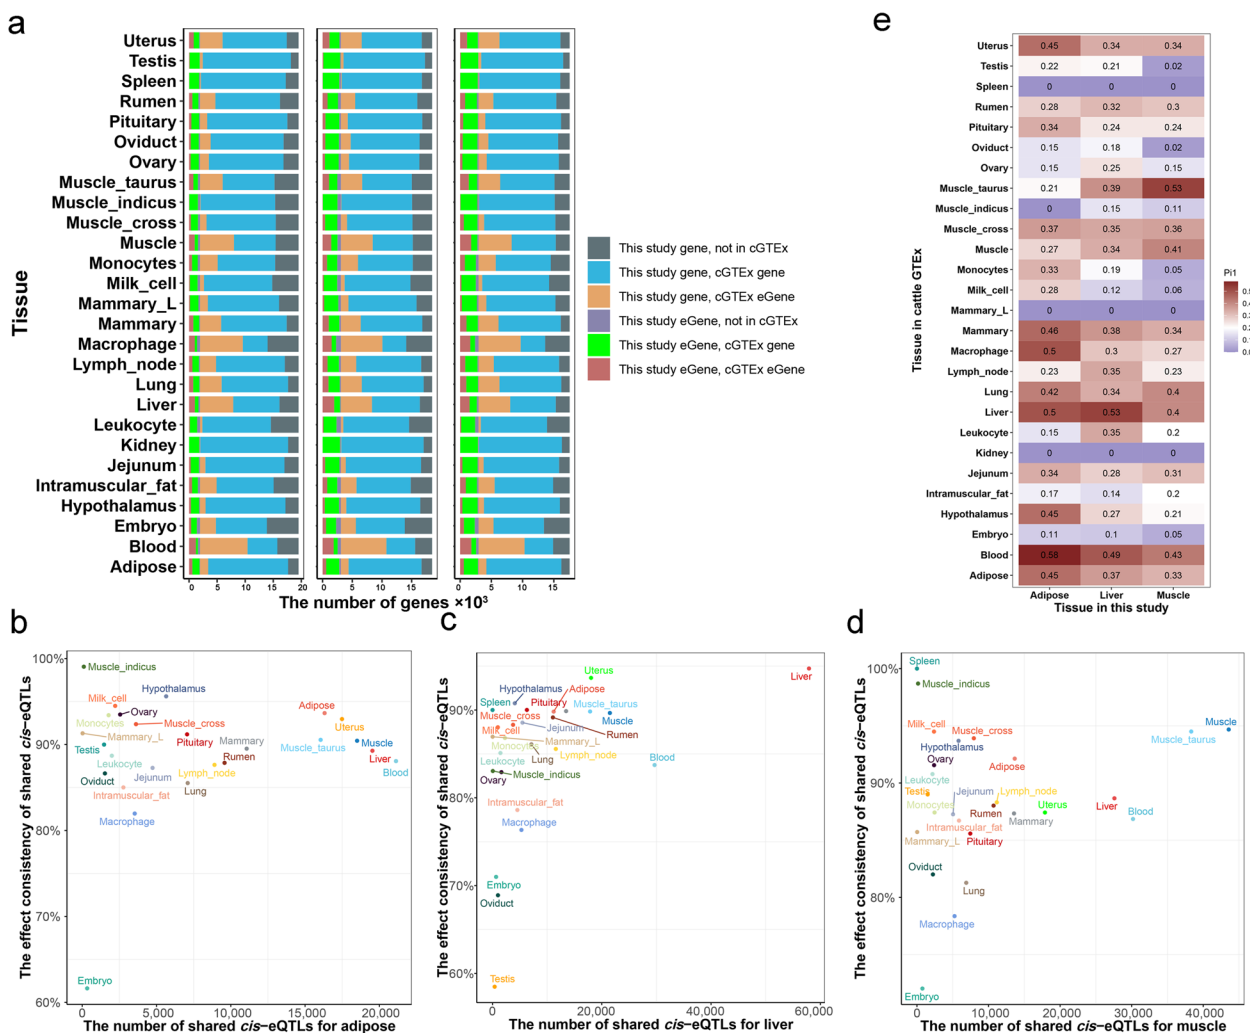 a
Tissue
Uterus
Testis
Spleen
Rumen
Pituitary
Oviduct
Ovary
Muscle_taurus
Muscle_indicus
Muscle_cross
Muscle
Monocytes
Milk_cell
Mammary_L
Mammary
Macrophage
Lymph_node
Lung
Liver
Leukocyte
Kidney
Jejunum
Intramuscular_fat
Hypothalamus
Embryo
Blood
Adipose
0 5 10 15 20 0 5 10 15 0 5 10 15
The number of genes ×10³
This study gene, not in cGTEx
This study gene, cGTEx gene
This study gene, cGTEx eGene
This study eGene, not in cGTEx
This study eGene, cGTEx gene
This study eGene, cGTEx eGene
e
Tissue in cattle GTEx
Uterus 0.45 0.34 0.34
Testis 0.22 0.21 0.02
Spleen 0 0 0
Rumen 0.28 0.32 0.3
Pituitary 0.34 0.24 0.24
Oviduct 0.15 0.18 0.02
Ovary 0.15 0.25 0.15
Muscle_taurus 0.21 0.39 0.53
Muscle_indicus 0 0.15 0.11
Muscle_cross 0.37 0.35 0.36
Muscle 0.27 0.34 0.41
Monocytes 0.33 0.19 0.05
Milk_cell 0.28 0.12 0.06
Mammary_L 0 0 0
Mammary 0.46 0.38 0.34
Macrophage 0.5 0.3 0.27
Lymph_node 0.23 0.35 0.23
Lung 0.42 0.34 0.4
Liver 0.5 0.53 0.4
Leukocyte 0.15 0.35 0.2
Kidney 0 0 0
Jejunum 0.34 0.28 0.31
Intramuscular_fat 0.17 0.14 0.2
Hypothalamus 0.45 0.27 0.21
Embryo 0.11 0.1 0.05
Blood 0.58 0.49 0.43
Adipose 0.45 0.37 0.33
Adipose Liver Muscle
Tissue in this study
Pi1
b
The effect consistency of shared cis−eQTLs
100%
90%
80%
70%
60%
Muscle_indicus
Hypothalamus
Milk_cell
Ovary
Monocytes
Muscle_cross
Adipose
Uterus
Mammary_L
Pituitary
Mammary
Muscle_taurus
Muscle
Testis
Leukocyte
Rumen
Liver
Blood
Oviduct
Jejunum
Lymph_node
Intramuscular_fat
Lung
Macrophage
Embryo
0 5,000 10,000 15,000 20,000
The number of shared cis−eQTLs for adipose
c
The effect consistency of shared cis−eQTLs
90%
80%
70%
60%
Uterus
Liver
Hypothalamus
Adipose
Spleen
Pituitary
Muscle_taurus
Muscle_cross
Muscle
Milk_cell
Jejunum
Rumen
Mammary_L
Monocytes
Lymph_node
Leukocyte
Lung
Blood
Ovary
Muscle_indicus
Intramuscular_fat
Macrophage
Embryo
Oviduct
Testis
0 20,000 40,000 60,000
The number of shared cis−eQTLs for liver
d
The effect consistency of shared cis−eQTLs
100%
90%
80%
Spleen
Muscle_indicus
Milk_cell
Muscle_cross
Muscle
Muscle_taurus
Hypothalamus
Ovary
Adipose
Leukocyte
Testis
Jejunum
Lymph_node
Monocytes
Rumen
Uterus
Liver
Blood
Intramuscular_fat
Mammary
Mammary_L
Pituitary
Oviduct
Lung
Macrophage
Embryo
0 10,000 20,000 30,000 40,000
The number of shared cis−eQTLs for muscle